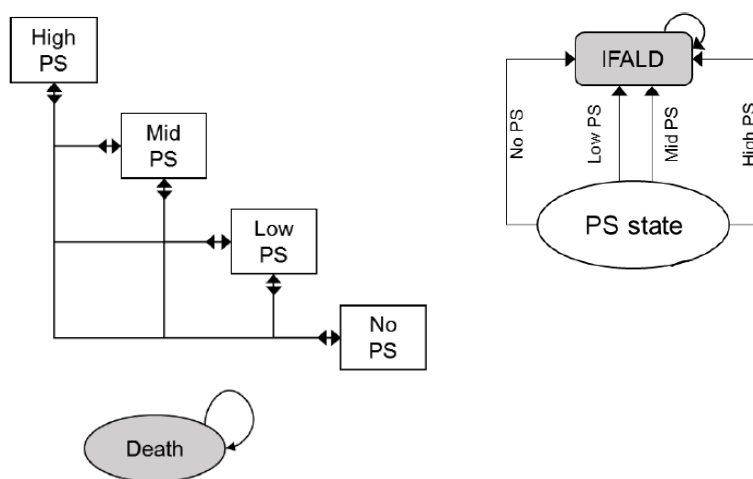 High
PS
Mid
PS
Low
PS
No
PS
Death
IFALD
No PS
Low PS
Mid PS
High PS
PS state